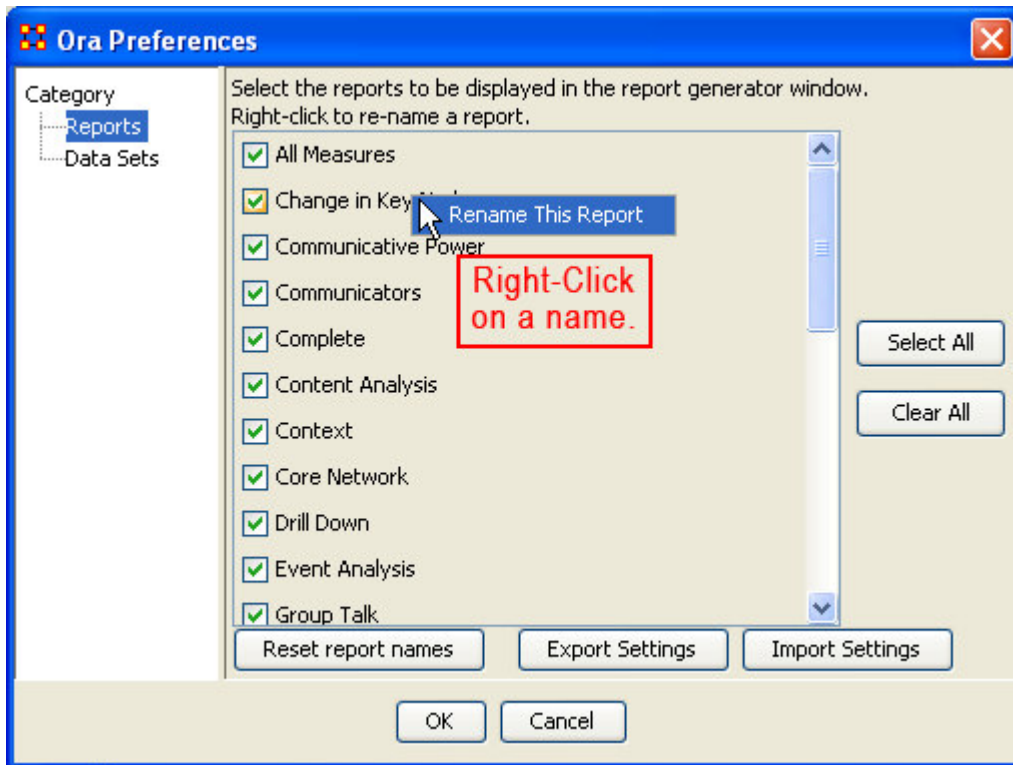 Ora Preferences
Category
Reports
Data Sets
Select the reports to be displayed in the report generator window.
Right-click to re-name a report.
All Measures
Change in Key
Rename This Report
Communicative Power
Communicators
Complete
Content Analysis
Context
Core Network
Drill Down
Event Analysis
Group Talk
Right-Click
on a name.
Select All
Clear All
Reset report names
Export Settings
Import Settings
OK
Cancel